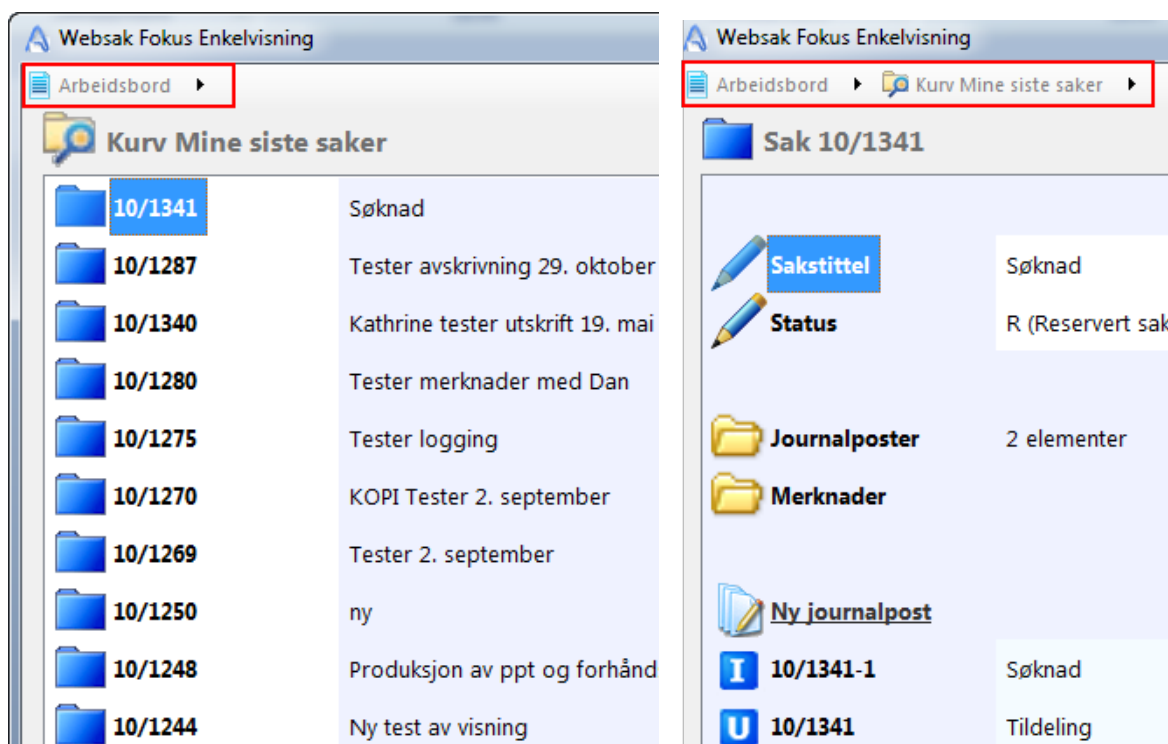 Websak Fokus Enkelvisning
Arbeidsbord
Kurv Mine siste saker
10/1341 Søknad
10/1287 Tester avskrivning 29. oktober
10/1340 Kathrine tester utskrift 19. mai
10/1280 Tester merknader med Dan
10/1275 Tester logging
10/1270 KOPI Tester 2. september
10/1269 Tester 2. september
10/1250 ny
10/1248 Produksjon av ppt og forhånd
10/1244 Ny test av visning
Websak Fokus Enkelvisning
Arbeidsbord Kurv Mine siste saker
Sak 10/1341
Sakstittel Søknad
Status R (Reservert sak
Journalposter 2 elementer
Merknader
Ny journalpost
I 10/1341-1 Søknad
U 10/1341 Tildeling